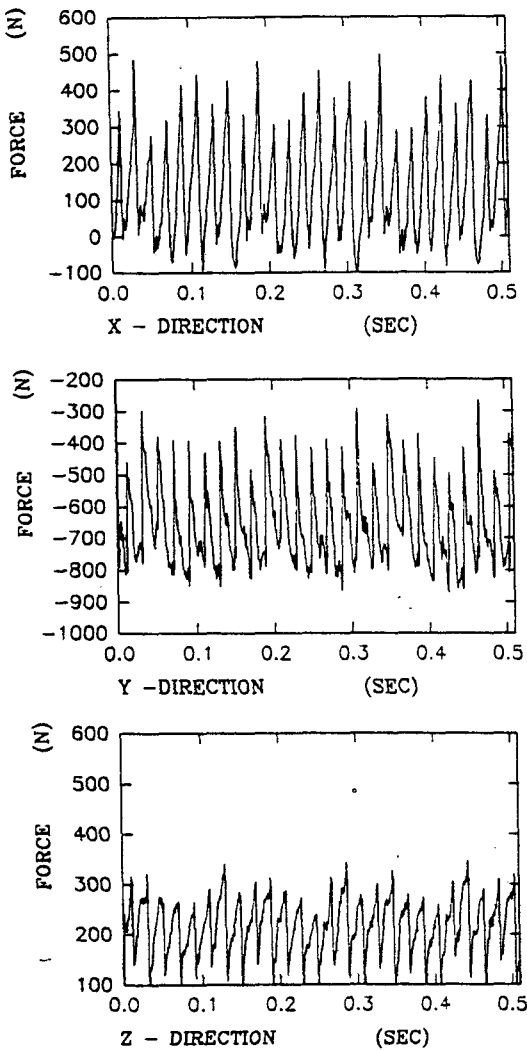 (N)
FORCE
600
500
400
300
200
100
0
-100
0.0 0.1 0.2 0.3 0.4 0.5
X - DIRECTION (SEC)
(N)
FORCE
-200
-300
-400
-500
-600
-700
-800
-900
-1000
0.0 0.1 0.2 0.3 0.4 0.5
Y -DIRECTION (SEC)
(N)
FORCE
600
500
400
300
200
100
0.0 0.1 0.2 0.3 0.4 0.5
Z - DIRECTION (SEC)